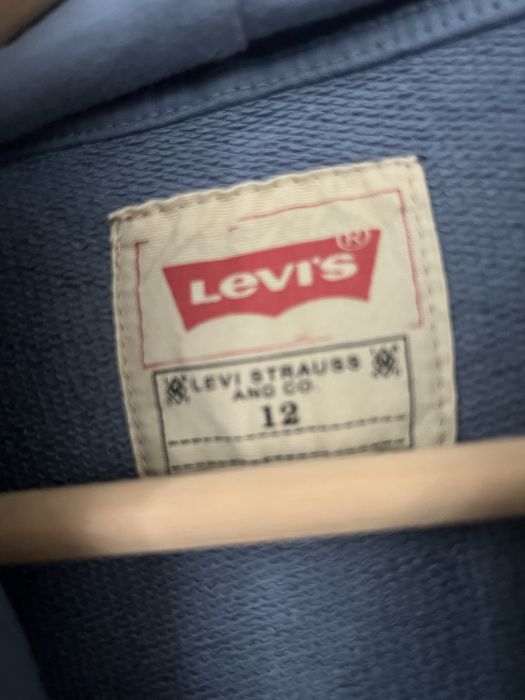 Levi's®
LEVI STRAUSS
AND CO.
12